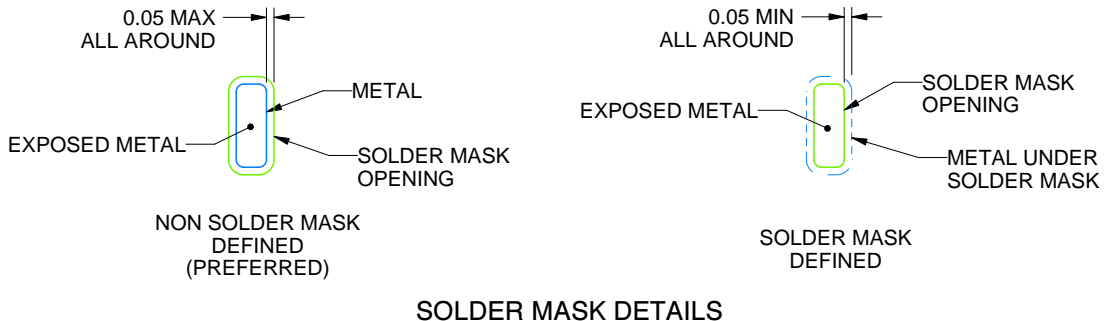 0.05 MAX
ALL AROUND
METAL
EXPOSED METAL
SOLDER MASK
OPENING
NON SOLDER MASK
DEFINED
(PREFERRED)
0.05 MIN
ALL AROUND
SOLDER MASK
OPENING
EXPOSED METAL
METAL UNDER
SOLDER MASK
SOLDER MASK
DEFINED
SOLDER MASK DETAILS